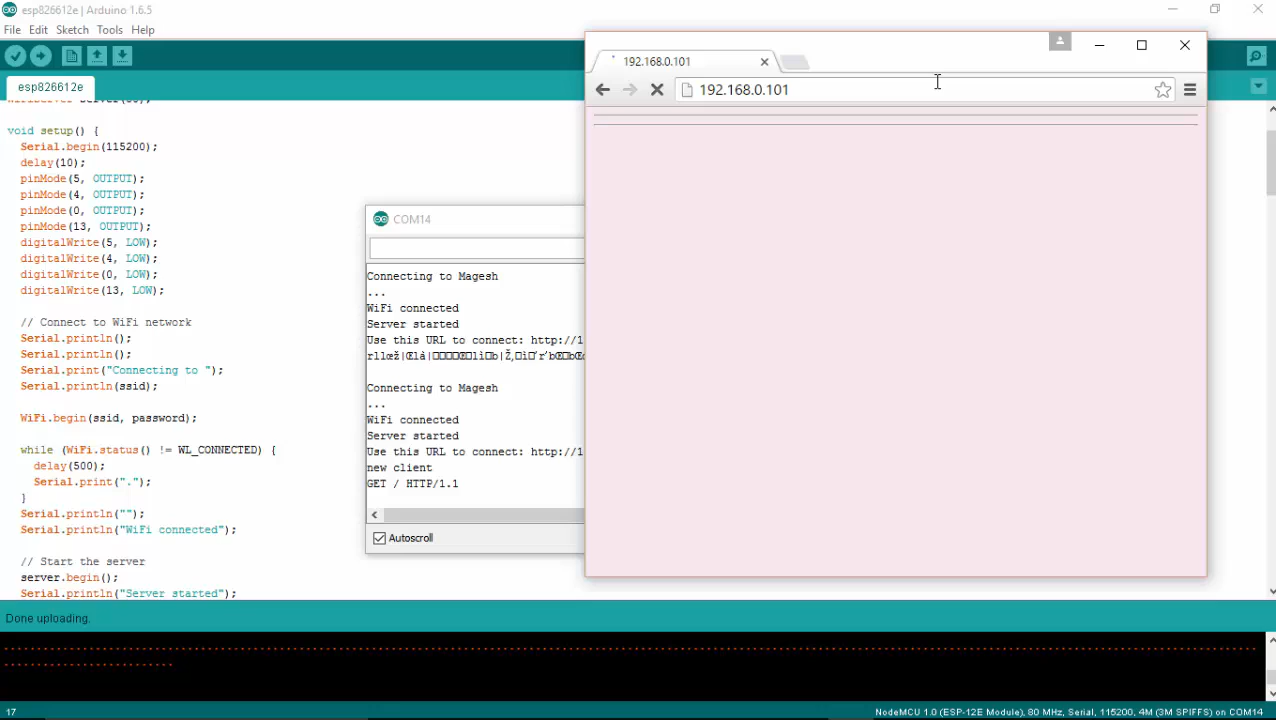 esp826612e | Arduino 1.6.5
File Edit Sketch Tools Help
esp826612e
void setup() {
Serial.begin(115200);
delay(10);
pinMode(5, OUTPUT);
pinMode(4, OUTPUT);
pinMode(0, OUTPUT);
pinMode(13, OUTPUT);
digitalWrite(5, LOW);
digitalWrite(4, LOW);
digitalWrite(0, LOW);
digitalWrite(13, LOW);
// Connect to WiFi network
Serial.println();
Serial.println();
Serial.print("Connecting to ");
Serial.println(ssid);
WiFi.begin(ssid, password);
while (WiFi.status() != WL_CONNECTED) {
delay(500);
Serial.print(".");
}
Serial.println("");
Serial.println("WiFi connected");
// Start the server
server.begin();
Serial.println("Server started");
COM14
Connecting to Magesh
...
WiFi connected
Server started
Use this URL to connect: http://1
Connecting to Magesh
...
WiFi connected
Server started
Use this URL to connect: http://1
new client
GET / HTTP/1.1
Autoscroll
192.168.0.101
192.168.0.101
Done uploading.
17
NodeMCU 1.0 (ESP-12E Module), 80 MHz, Serial, 115200, 4M (3M SPIFFS) on COM14